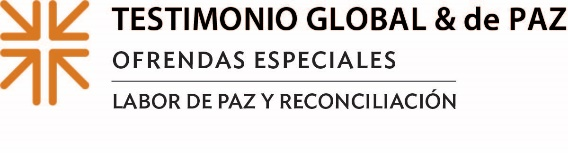 TESTIMONIO GLOBAL & de PAZ
OFRENDAS ESPECIALES
LABOR DE PAZ Y RECONCILIACIÓN